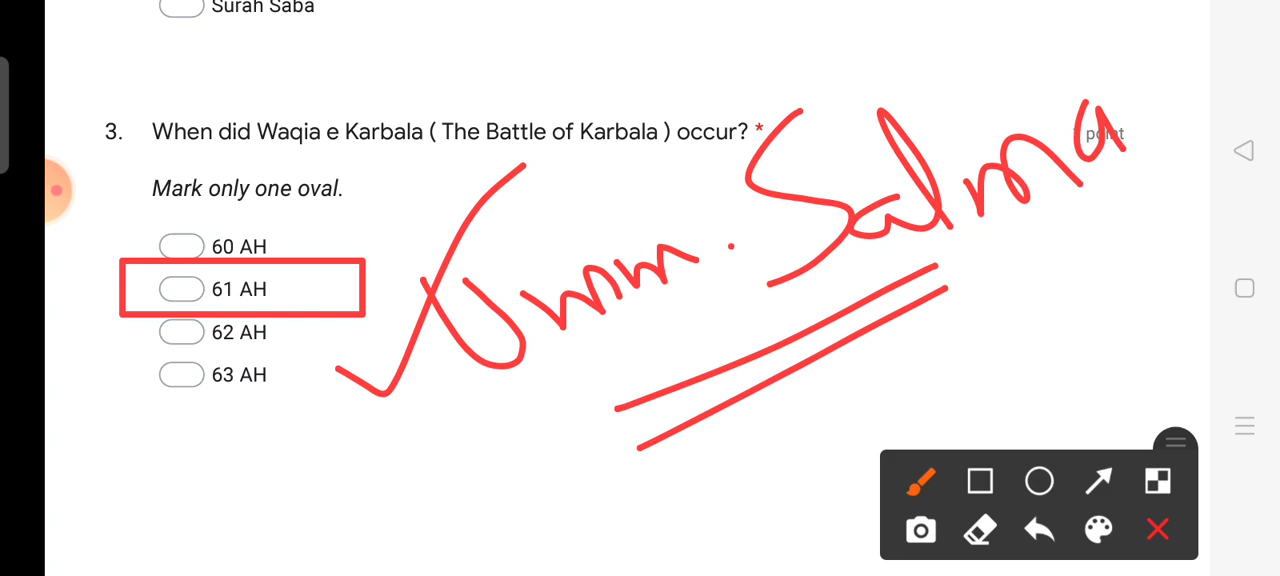 Surah Saba
3. When did Waqia e Karbala ( The Battle of Karbala ) occur? *
point
Mark only one oval.
60 AH
61 AH
62 AH
63 AH
Umm. Salma